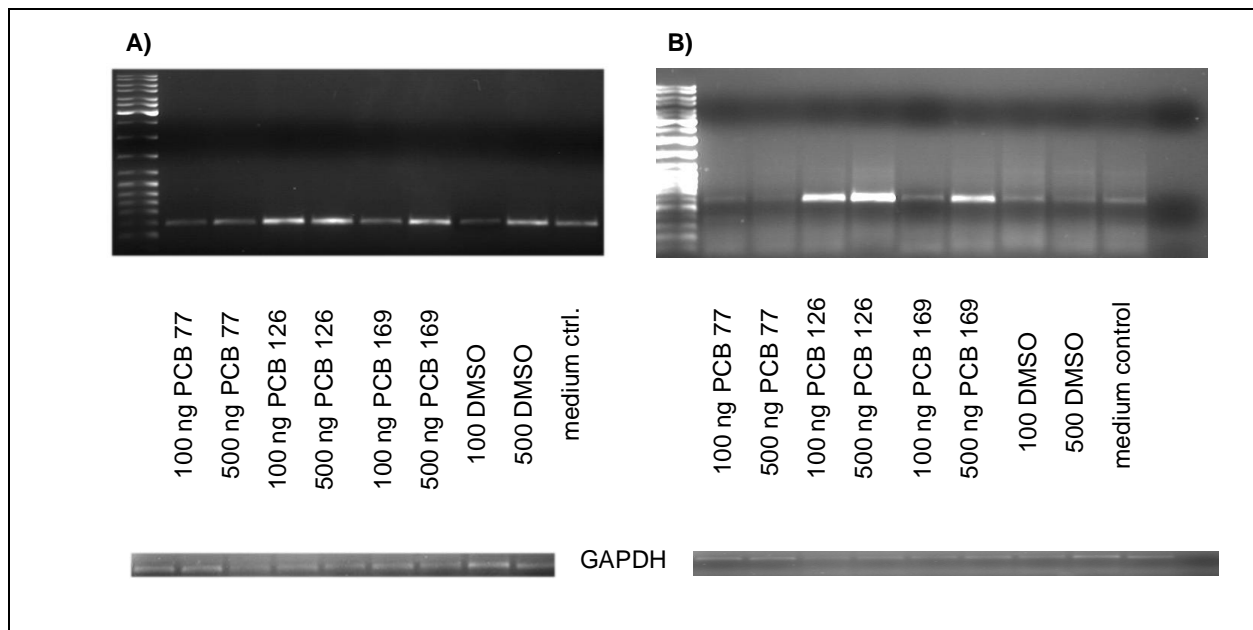 A)
B)
100 ng PCB 77
500 ng PCB 77
100 ng PCB 126
500 ng PCB 126
100 ng PCB 169
500 ng PCB 169
100 DMSO
500 DMSO
medium ctrl.
100 ng PCB 77
500 ng PCB 77
100 ng PCB 126
500 ng PCB 126
100 ng PCB 169
500 ng PCB 169
100 DMSO
500 DMSO
medium control
GAPDH